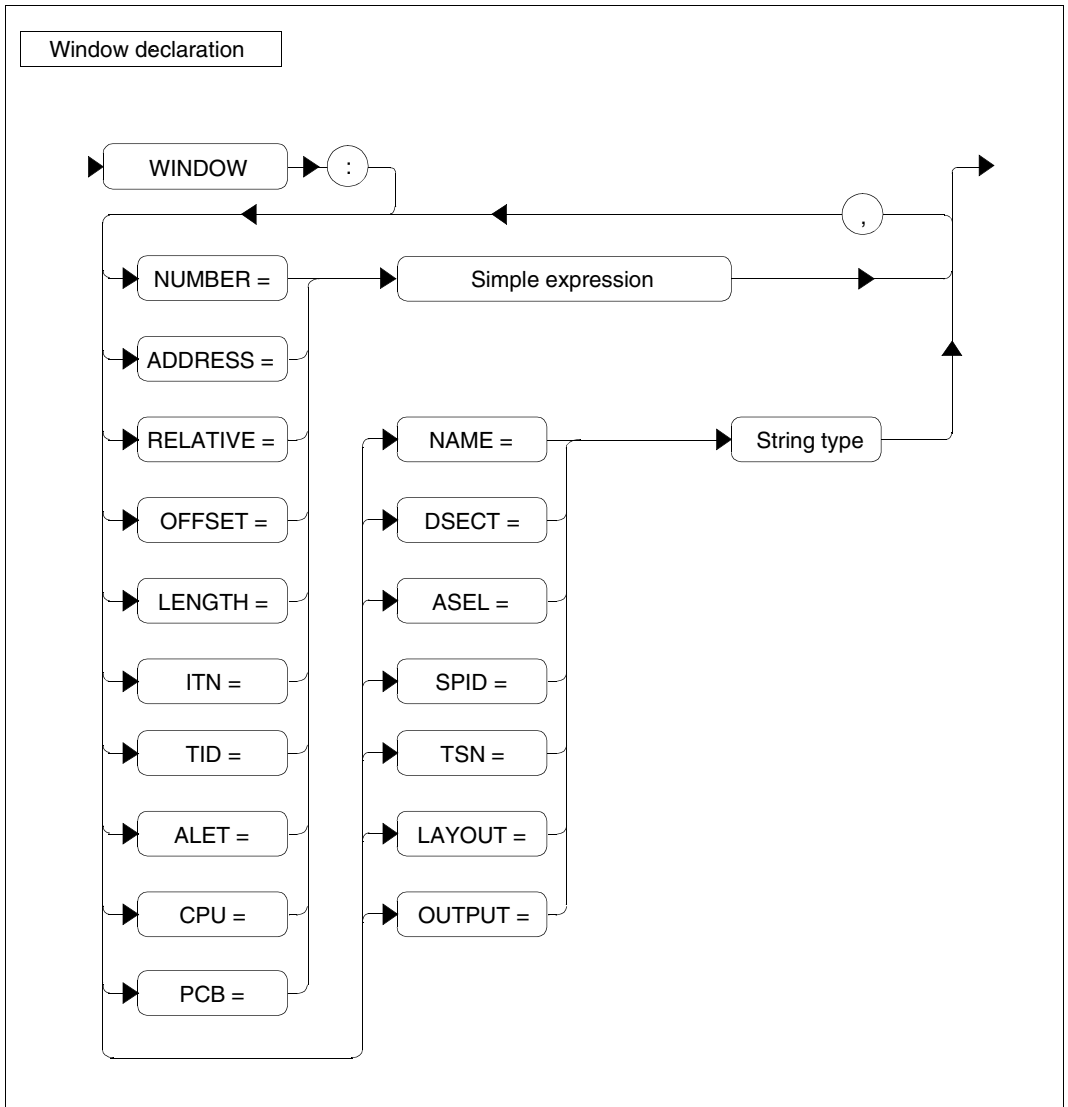 Window declaration
WINDOW :
,
NUMBER = Simple expression
ADDRESS =
RELATIVE = NAME = String type
OFFSET = DSECT =
LENGTH = ASEL =
ITN = SPID =
TID = TSN =
ALET = LAYOUT =
CPU = OUTPUT =
PCB =